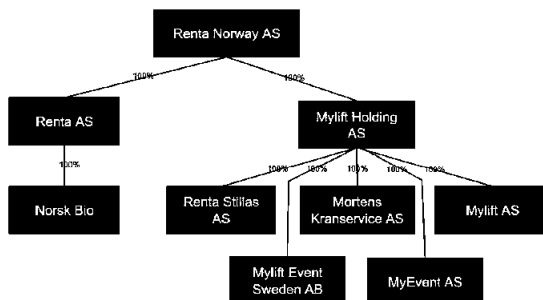 Renta Norway AS
100%
100%
Renta AS
Mylift Holding
AS
100%
100%
100%
100%
100%
100%
Norsk Bio
Renta Stillas
AS
Mortens
Kranservice AS
Mylift AS
Mylift Event
Sweden AB
MyEvent AS